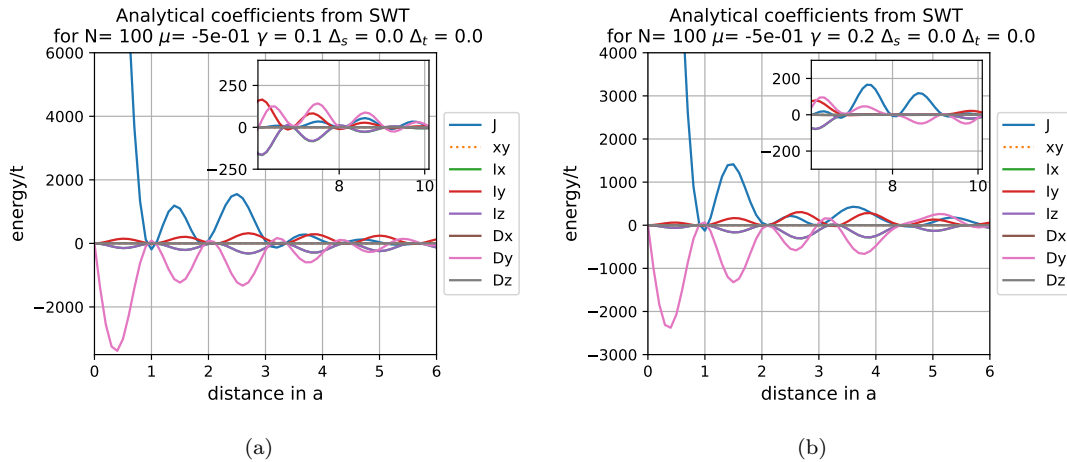 Analytical coefficients from SWT
for N= 100 μ= -5e-01 γ = 0.1 Δs = 0.0 Δt = 0.0
6000
4000
2000
0
−2000
energy/t
250
0
−250
8
10
0 1 2 3 4 5 6
distance in a
J
xy
Ix
Iy
Iz
Dx
Dy
Dz
(a)
Analytical coefficients from SWT
for N= 100 μ= -5e-01 γ = 0.2 Δs = 0.0 Δt = 0.0
4000
3000
2000
1000
0
−1000
−2000
−3000
energy/t
200
0
−200
8
10
0 1 2 3 4 5 6
distance in a
J
xy
Ix
Iy
Iz
Dx
Dy
Dz
(b)